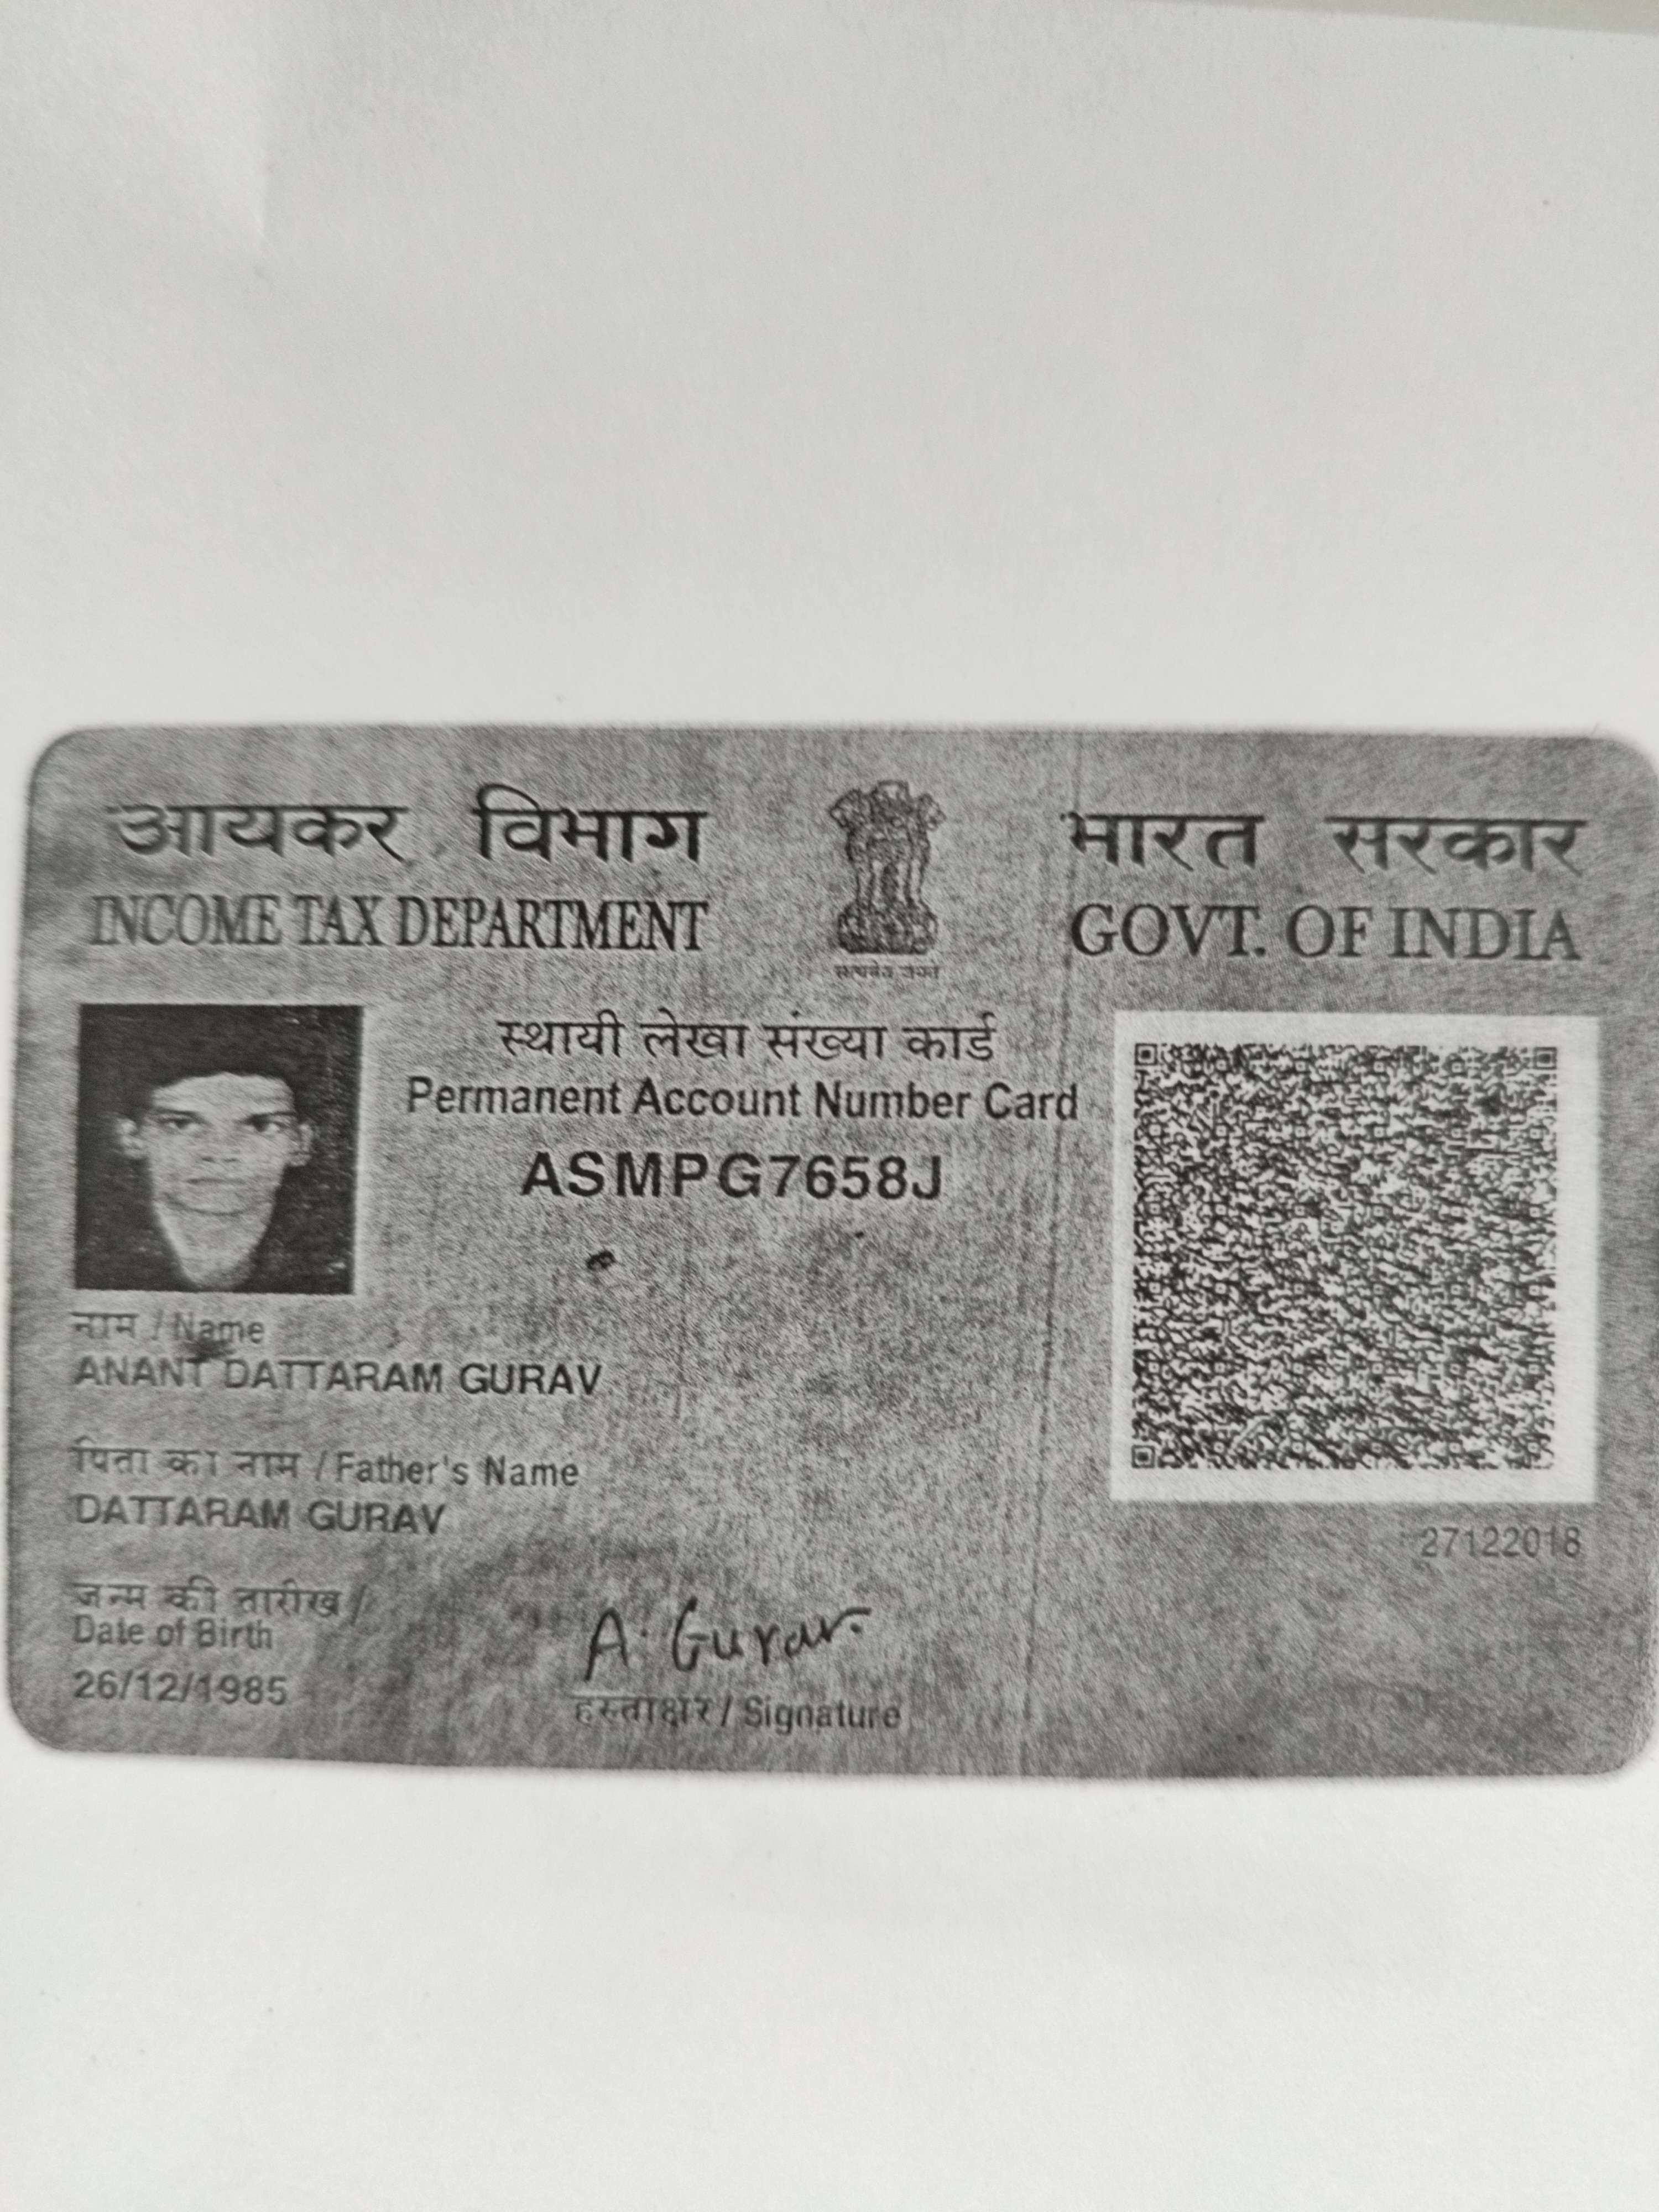 आयकर विभाग
INCOME TAX DEPARTMENT
सत्यमेव जयते
भारत सरकार
GOVT. OF INDIA
स्थायी लेखा संख्या कार्ड
Permanent Account Number Card
ASMPG7658J
नाम / Name
ANANT DATTARAM GURAV
पिता का नाम / Father's Name
DATTARAM GURAV
जन्म की तारीख /
Date of Birth
26/12/1985
A. Gurav.
हस्ताक्षर / Signature
27122018